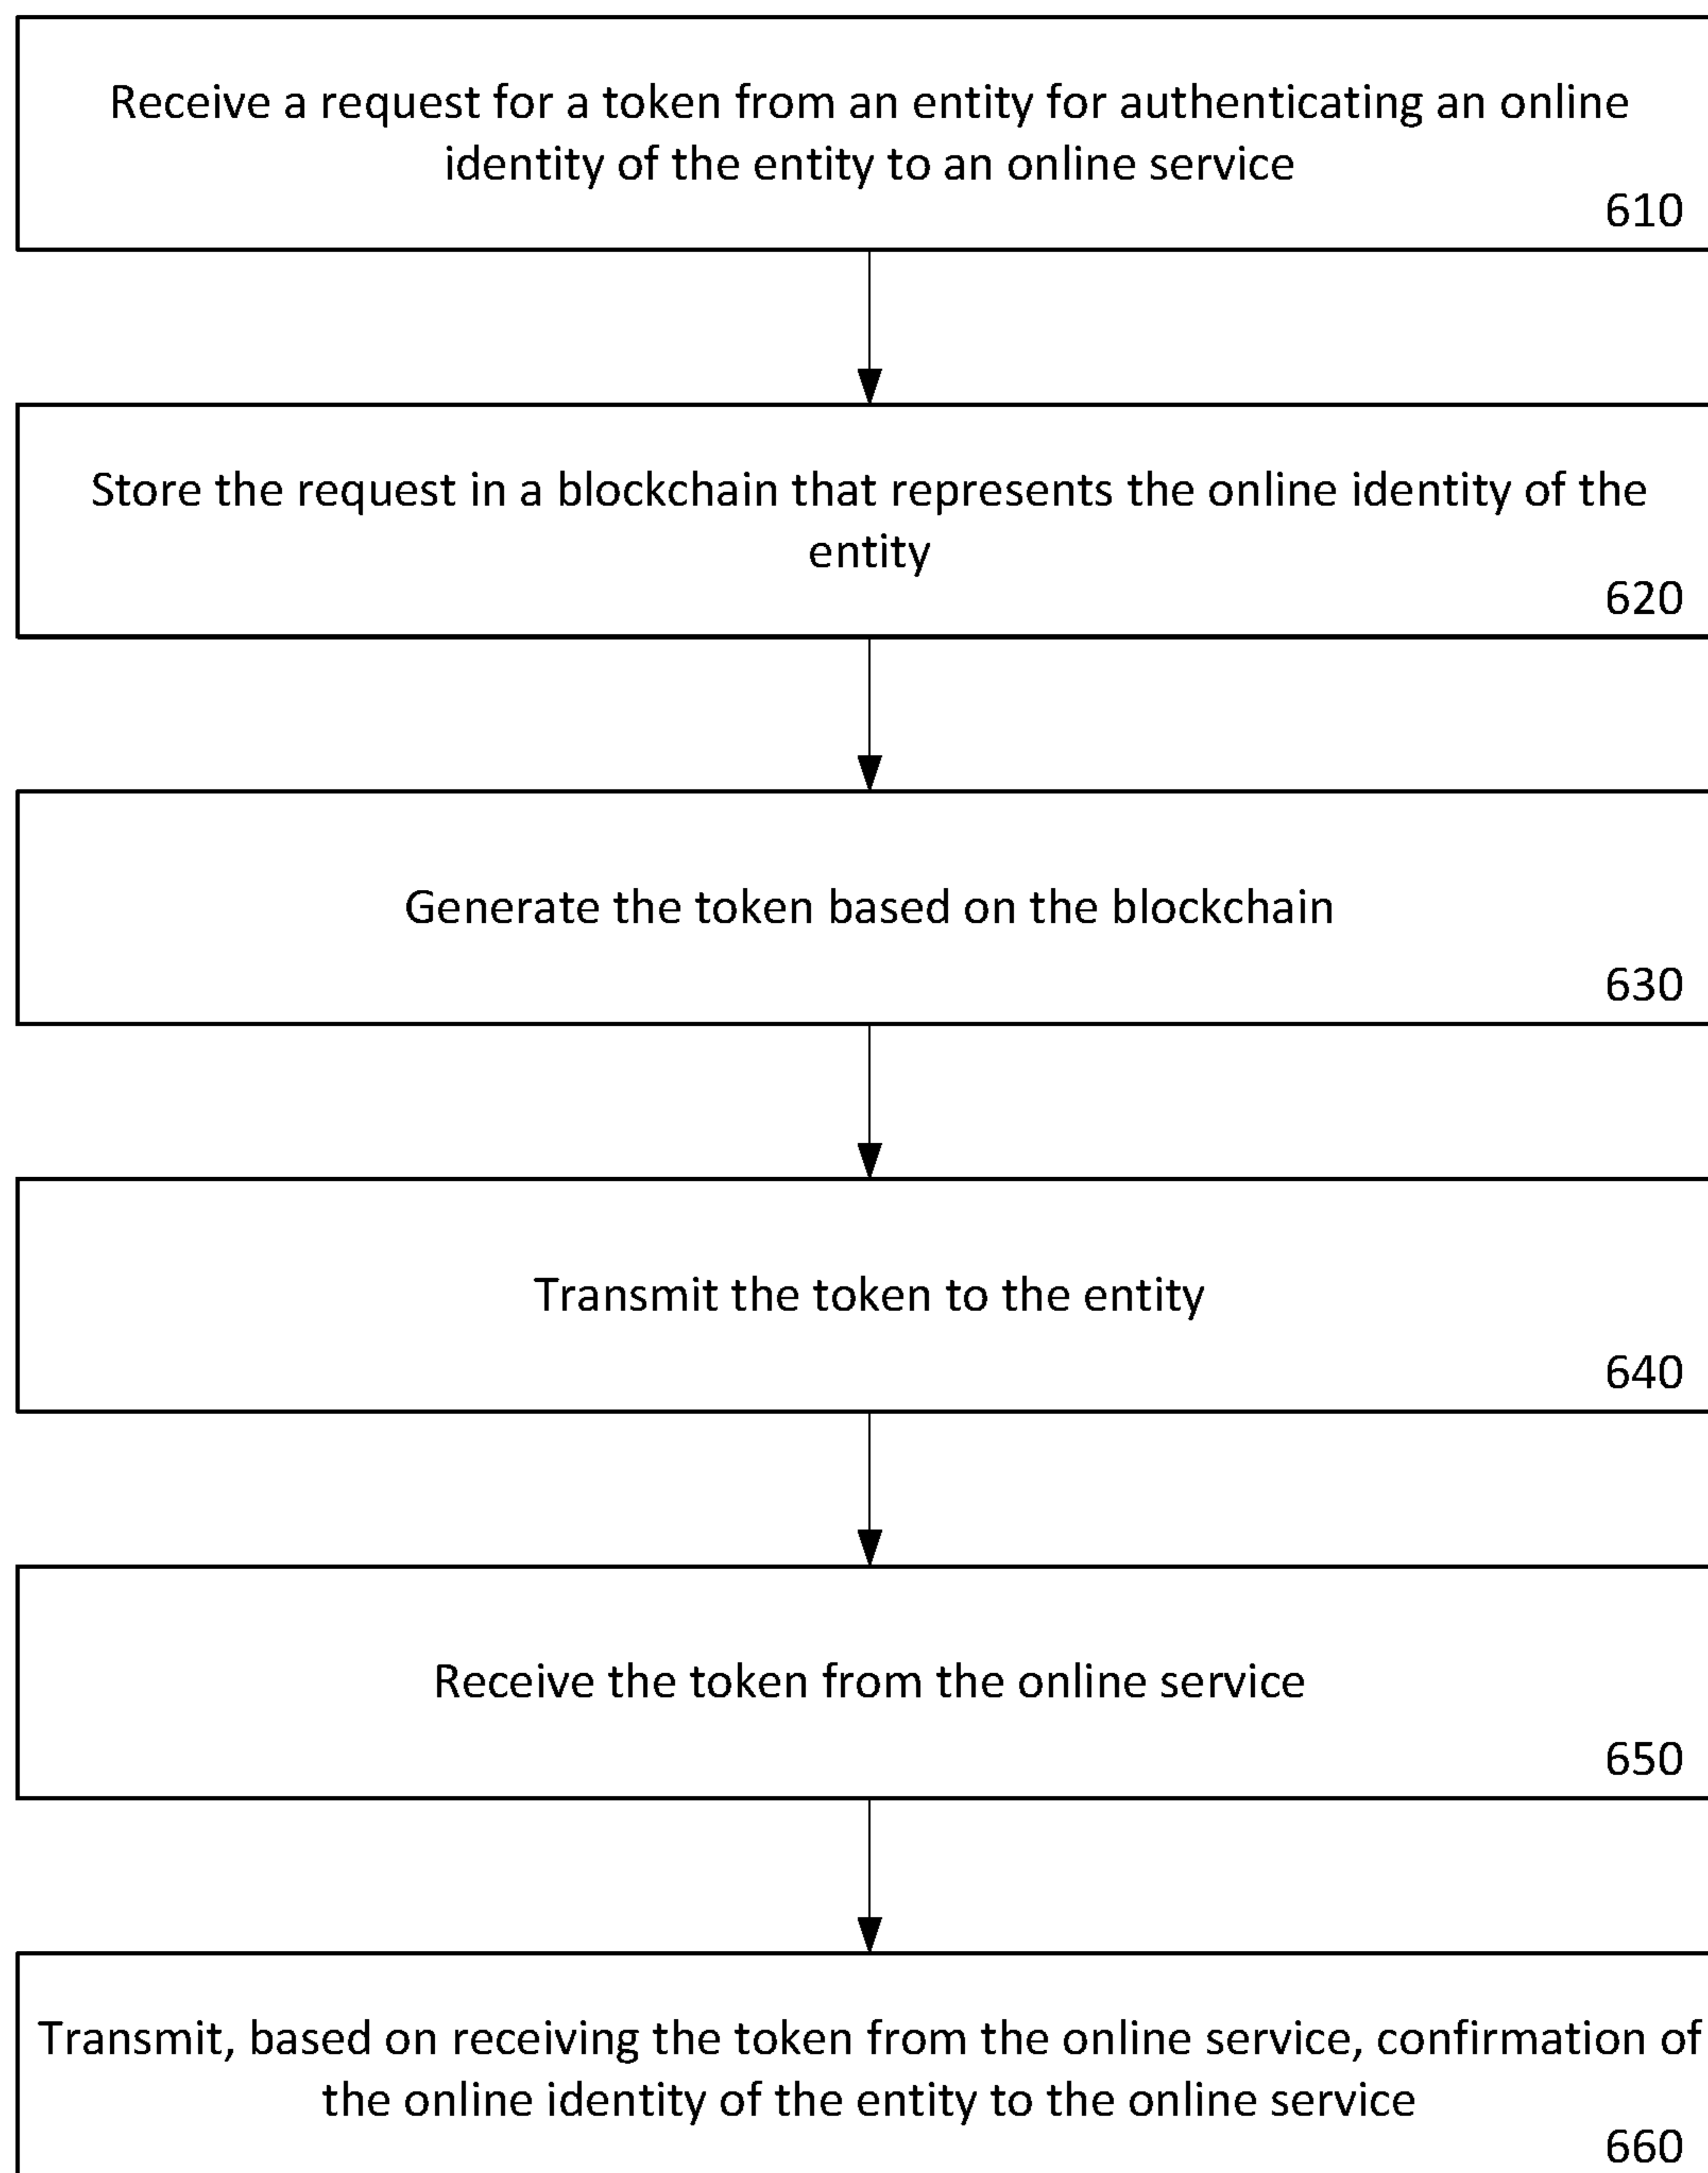 Receive a request for a token from an entity for authenticating an online
identity of the entity to an online service
610
Store the request in a blockchain that represents the online identity of the
entity
620
Generate the token based on the blockchain
630
Transmit the token to the entity
640
Receive the token from the online service
650
Transmit, based on receiving the token from the online service, confirmation of
the online identity of the entity to the online service
660